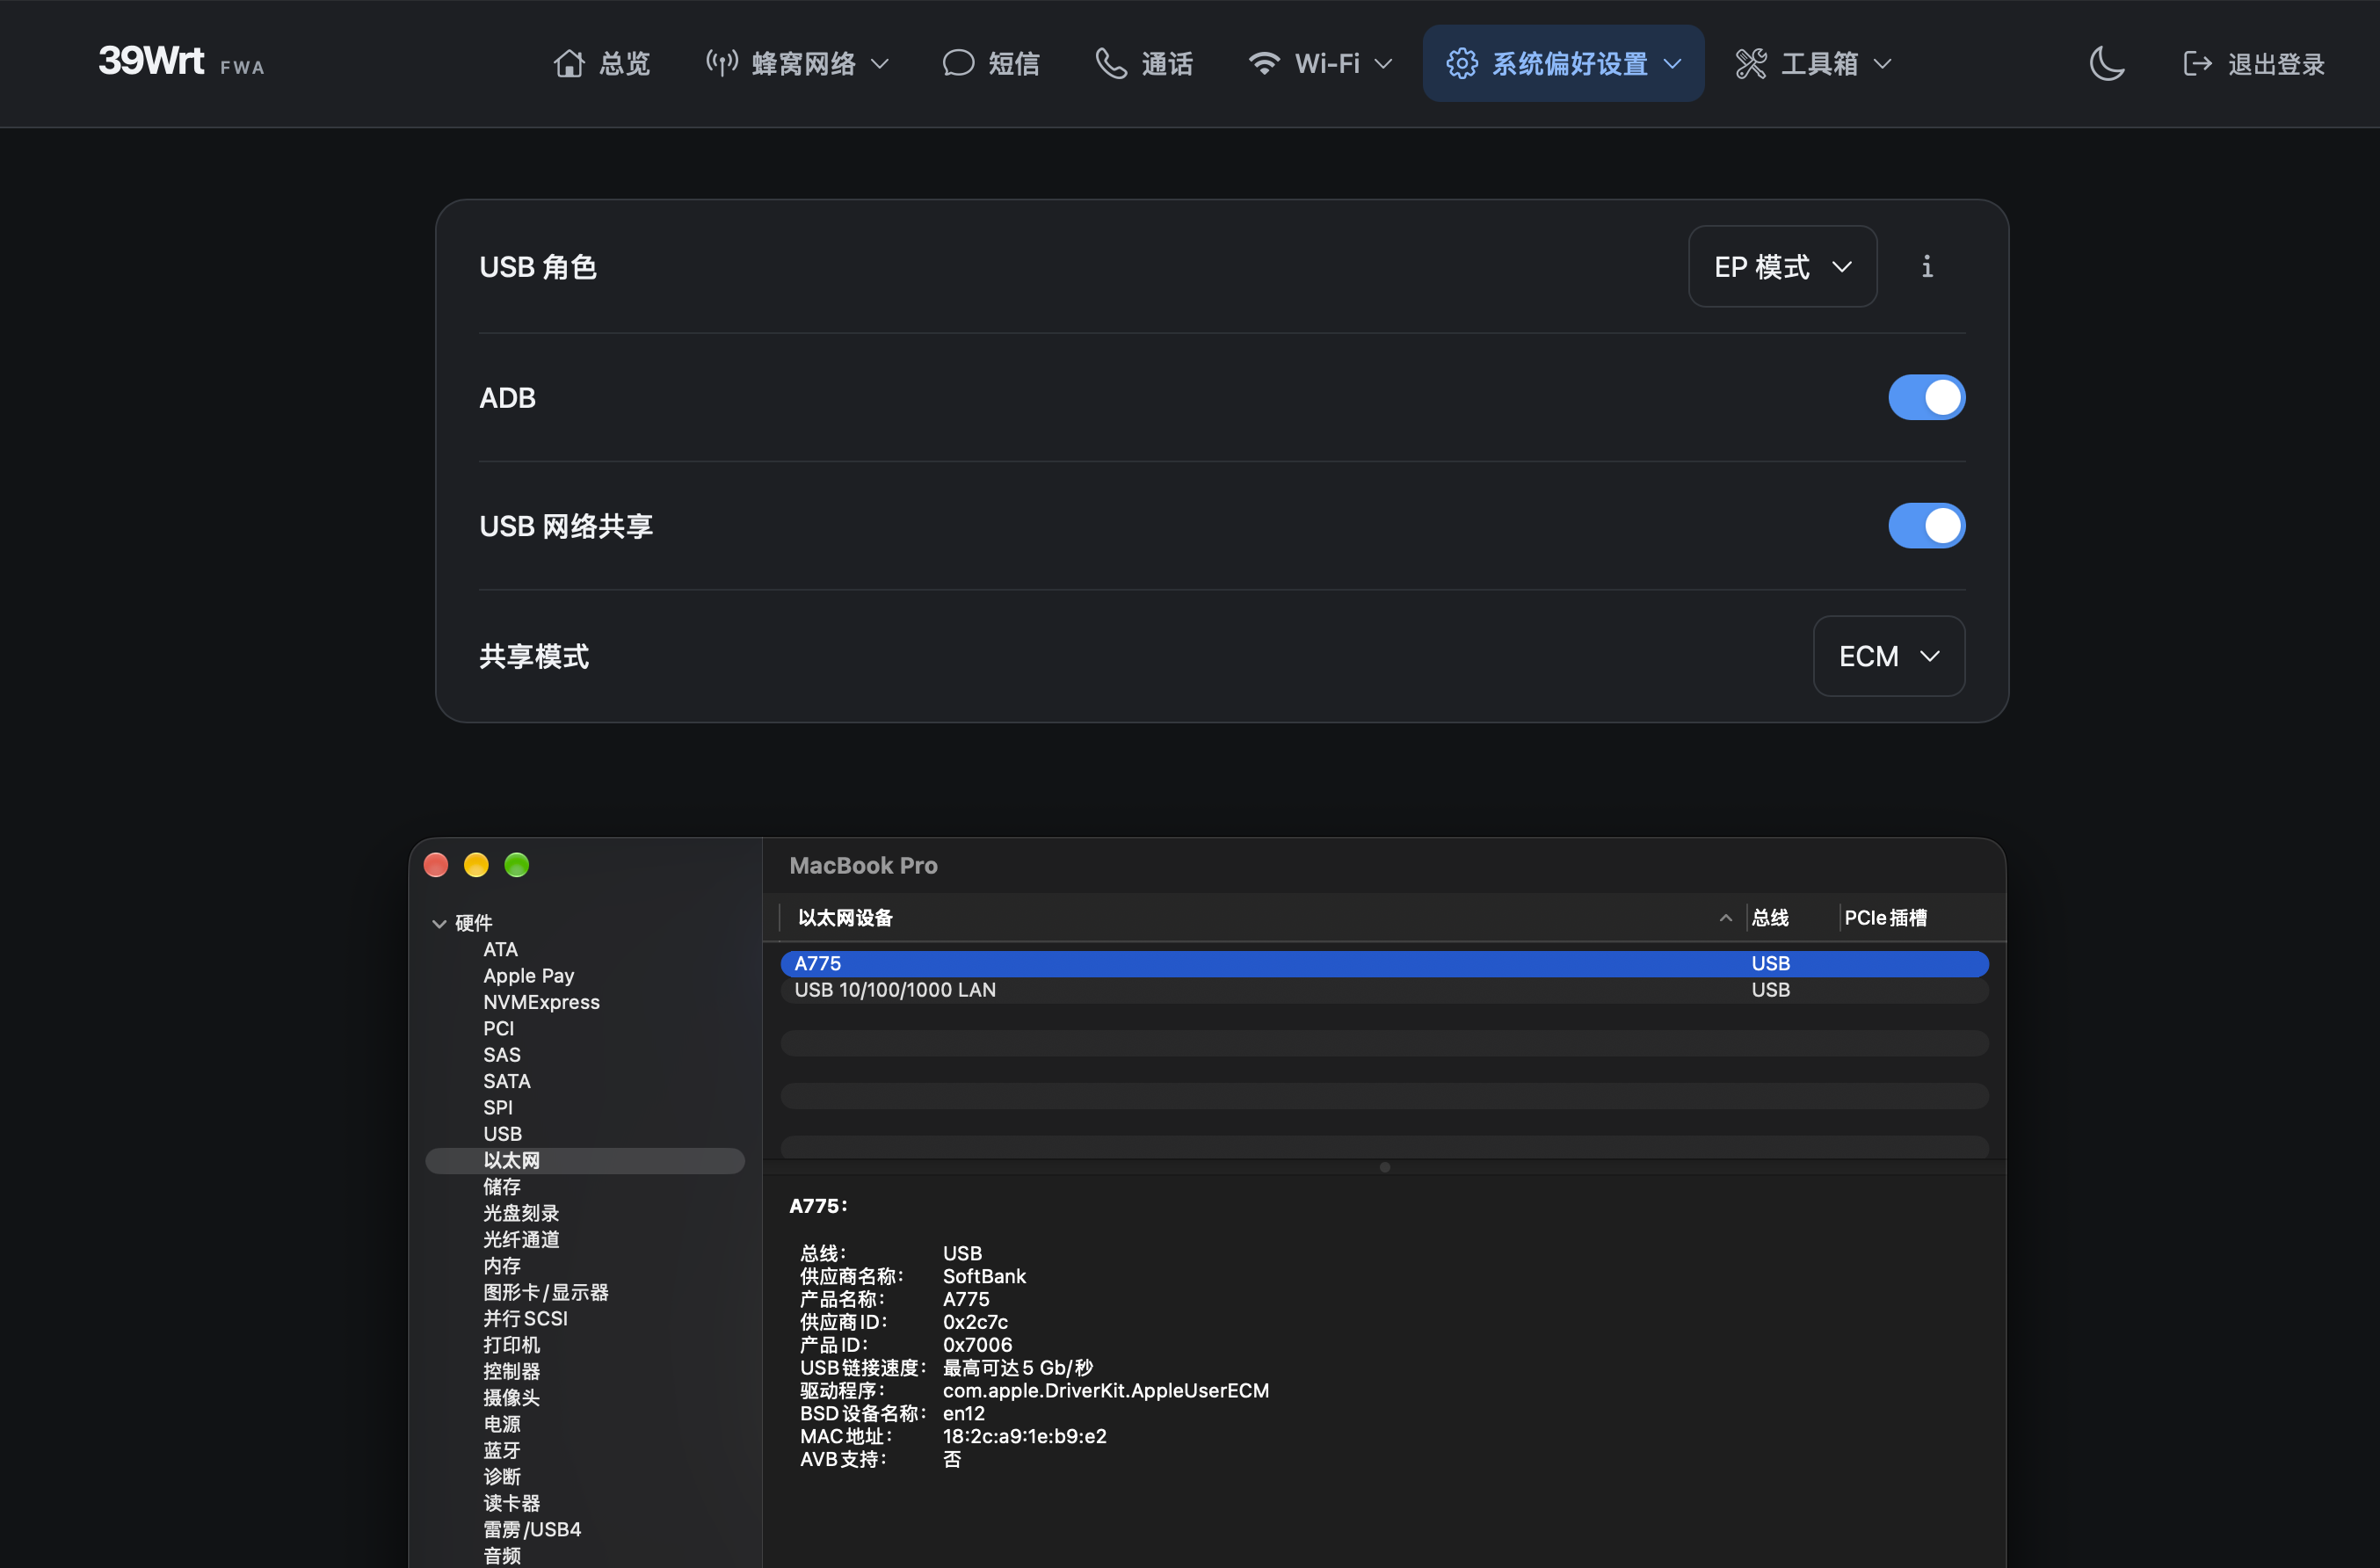 39Wrt FWA 总览 蜂窝网络 短信 通话 Wi-Fi 系统偏好设置 工具箱 退出登录
USB 角色 EP 模式 i
ADB
USB 网络共享
共享模式 ECM
MacBook Pro
硬件
ATA
Apple Pay
NVMExpress
PCI
SAS
SATA
SPI
USB
以太网
储存
光盘刻录
光纤通道
内存
图形卡/显示器
并行SCSI
打印机
控制器
摄像头
电源
蓝牙
诊断
读卡器
雷雳/USB4
音频
以太网设备 总线 PCIe插槽
A775 USB
USB 10/100/1000 LAN USB
A775:
总线: USB
供应商名称: SoftBank
产品名称: A775
供应商ID: 0x2c7c
产品ID: 0x7006
USB链接速度: 最高可达5 Gb/秒
驱动程序: com.apple.DriverKit.AppleUserECM
BSD设备名称: en12
MAC地址: 18:2c:a9:1e:b9:e2
AVB支持: 否